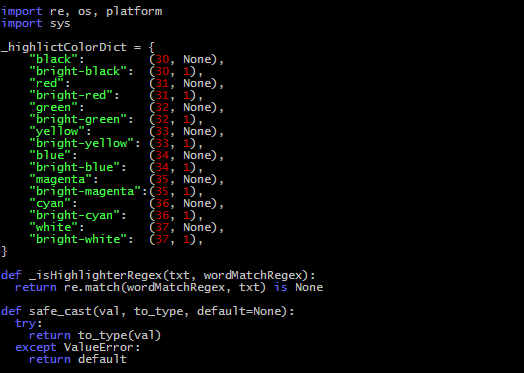 import re, os, platform
import sys

_highlictColorDict = {
    "black":         (30, None),
    "bright-black":  (30, 1),
    "red":           (31, None),
    "bright-red":    (31, 1),
    "green":         (32, None),
    "bright-green":  (32, 1),
    "yellow":        (33, None),
    "bright-yellow": (33, 1),
    "blue":          (34, None),
    "bright-blue":   (34, 1),
    "magenta":       (35, None),
    "bright-magenta":(35, 1),
    "cyan":          (36, None),
    "bright-cyan":   (36, 1),
    "white":         (37, None),
    "bright-white":  (37, 1),
}

def _isHighlighterRegex(txt, wordMatchRegex):
  return re.match(wordMatchRegex, txt) is None

def safe_cast(val, to_type, default=None):
  try:
    return to_type(val)
  except ValueError:
    return default